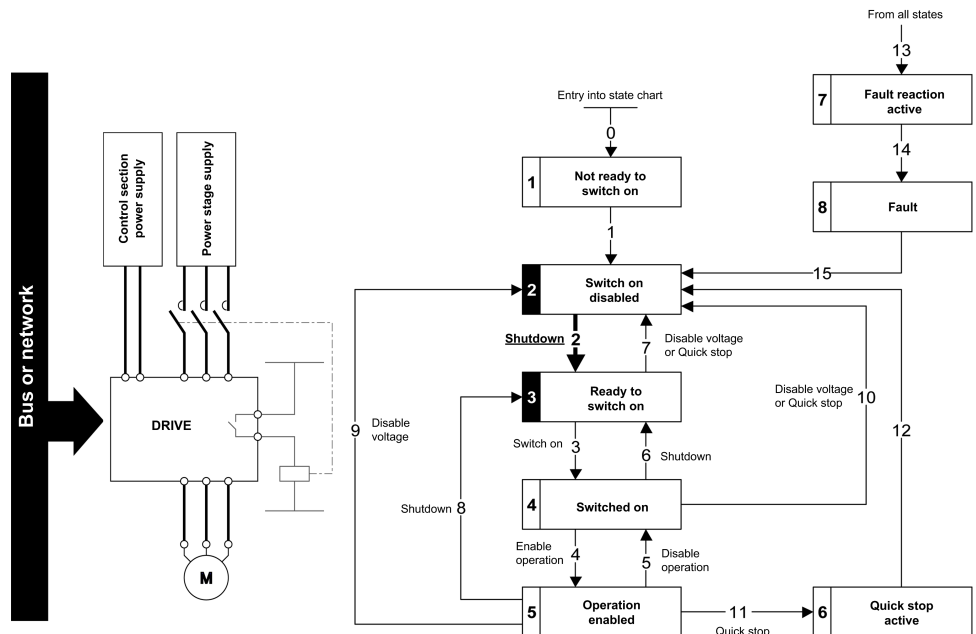 From all states
13
7
Fault reaction
active
14
8
Fault
15
Entry into state chart
0
1
Not ready to
switch on
1
2
Switch on
disabled
Shutdown 2
7
Disable voltage
or Quick stop
3
Ready to
switch on
Switch on 3
6 Shutdown
4
Switched on
Enable
operation
4
5
Disable
operation
5
Operation
enabled
11
Quick stop
6
Quick stop
active
9
Disable
voltage
Shutdown 8
Disable voltage
or Quick stop
10
12
Bus or network
Control section
power supply
Power stage supply
DRIVE
M